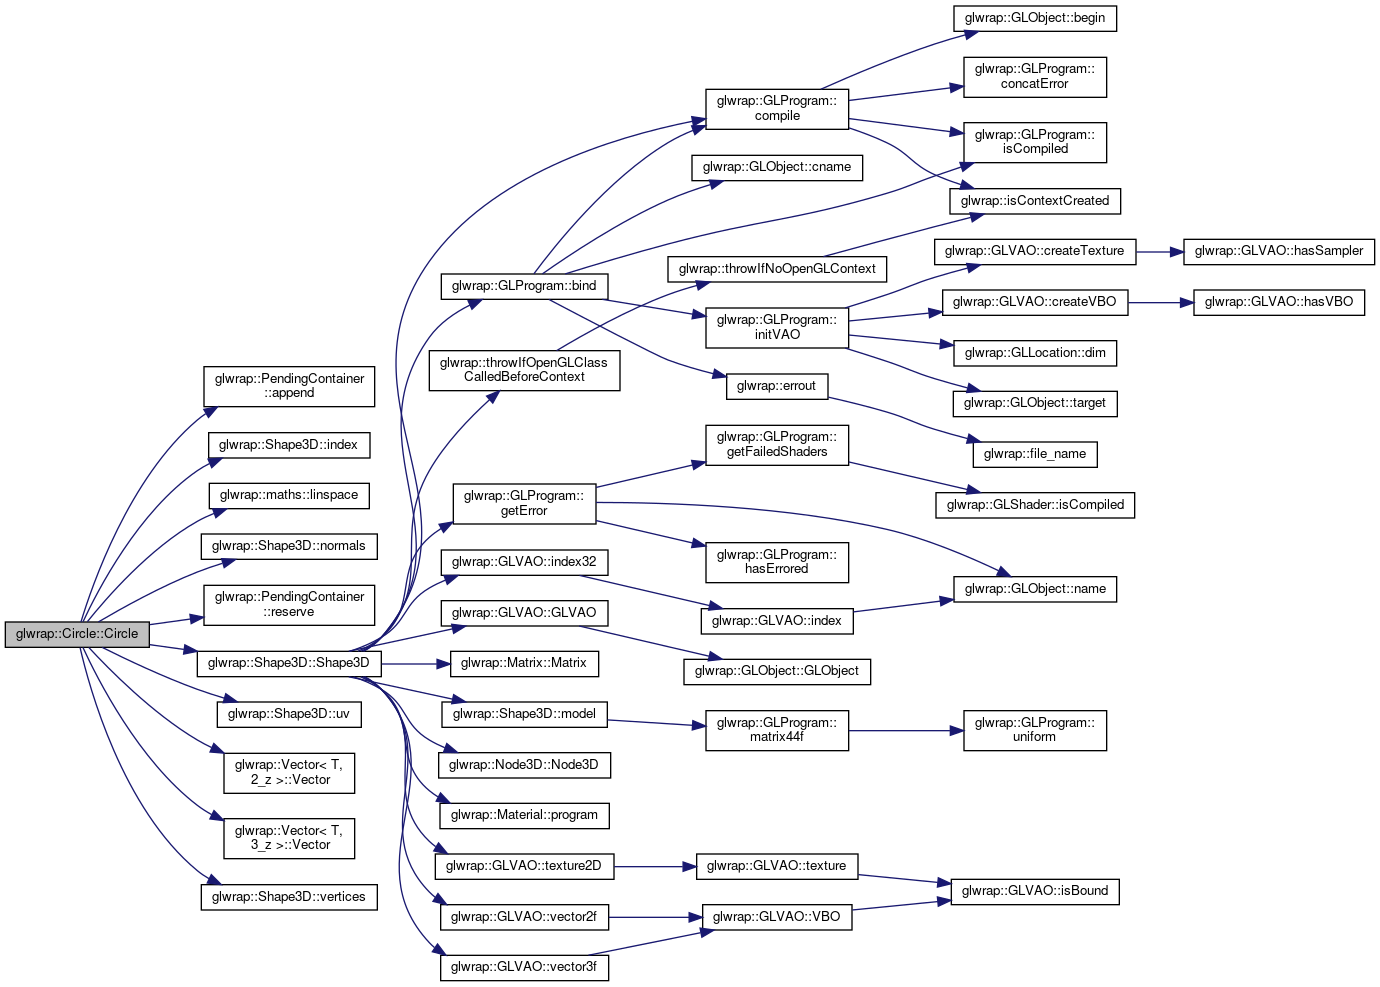 glwrap::Circle::Circle
glwrap::PendingContainer
::append
glwrap::Shape3D::index
glwrap::maths::linspace
glwrap::Shape3D::normals
glwrap::PendingContainer
::reserve
glwrap::Shape3D::Shape3D
glwrap::Shape3D::uv
glwrap::Vector< T,
2_z >::Vector
glwrap::Vector< T,
3_z >::Vector
glwrap::Shape3D::vertices
glwrap::GLProgram::bind
glwrap::throwIfOpenGLClass
CalledBeforeContext
glwrap::GLProgram::
getError
glwrap::GLVAO::index32
glwrap::GLVAO::GLVAO
glwrap::Matrix::Matrix
glwrap::Shape3D::model
glwrap::Node3D::Node3D
glwrap::Material::program
glwrap::GLVAO::texture2D
glwrap::GLVAO::vector2f
glwrap::GLVAO::vector3f
glwrap::GLProgram::
compile
glwrap::GLObject::cname
glwrap::throwIfNoOpenGLContext
glwrap::GLProgram::
initVAO
glwrap::errout
glwrap::GLProgram::
getFailedShaders
glwrap::GLProgram::
hasErrored
glwrap::GLVAO::index
glwrap::GLObject::GLObject
glwrap::GLProgram::
matrix44f
glwrap::GLVAO::texture
glwrap::GLVAO::VBO
glwrap::GLObject::begin
glwrap::GLProgram::
concatError
glwrap::GLProgram::
isCompiled
glwrap::isContextCreated
glwrap::GLVAO::createTexture
glwrap::GLVAO::createVBO
glwrap::GLLocation::dim
glwrap::GLObject::target
glwrap::file_name
glwrap::GLShader::isCompiled
glwrap::GLObject::name
glwrap::GLProgram::
uniform
glwrap::GLVAO::isBound
glwrap::GLVAO::hasSampler
glwrap::GLVAO::hasVBO